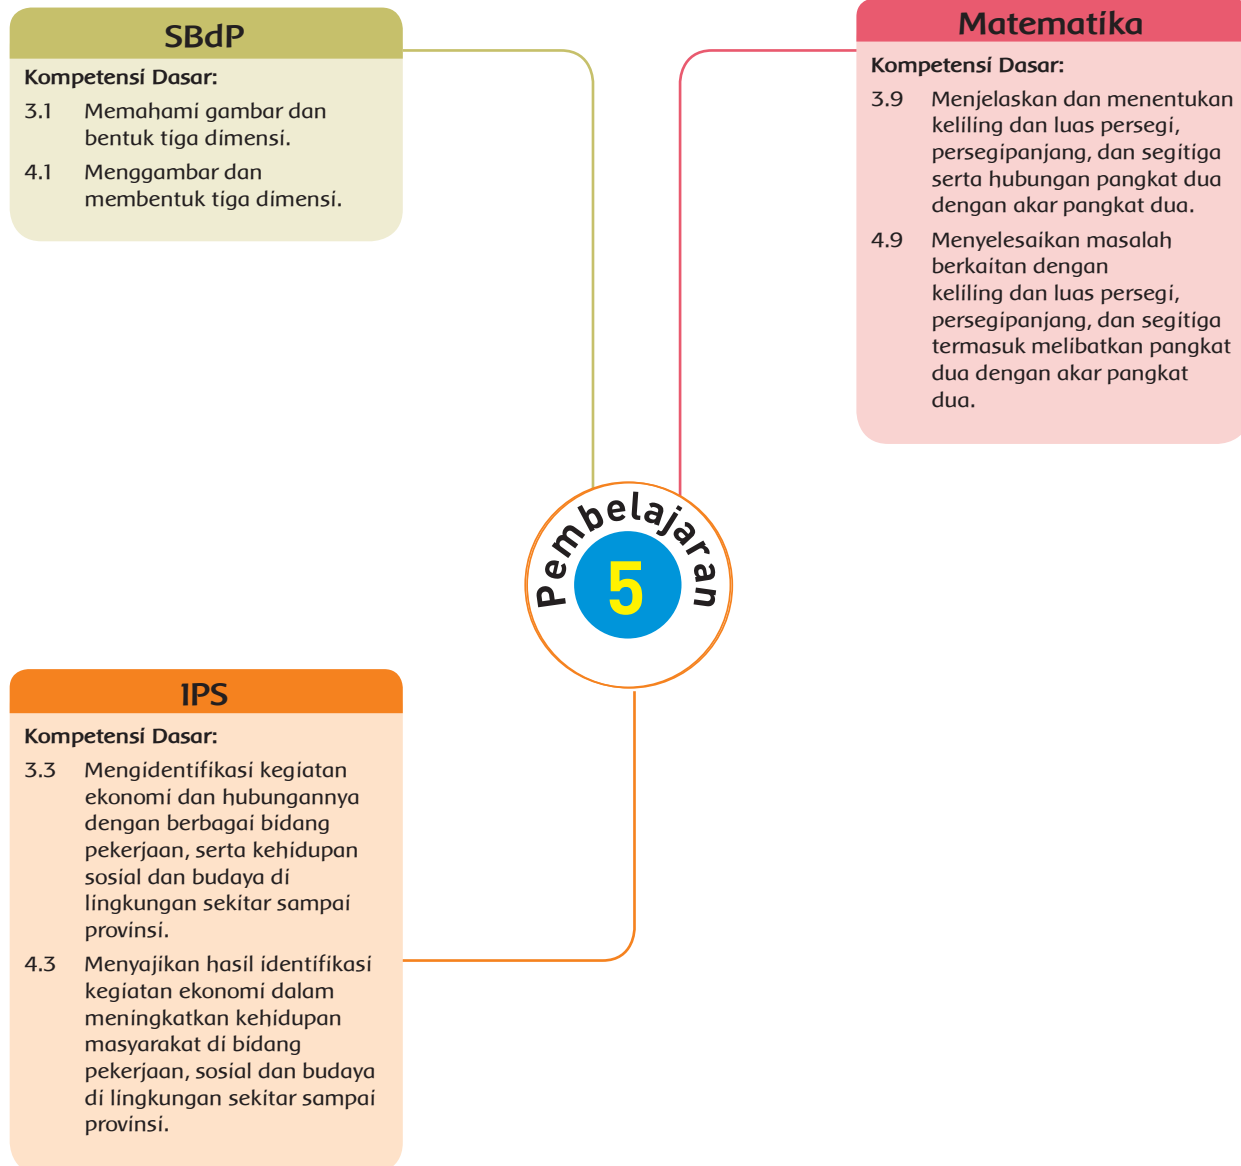 SBdP
Kompetensi Dasar:
3.1 Memahami gambar dan
bentuk tiga dimensi.
4.1 Menggambar dan
membentuk tiga dimensi.
Matematika
Kompetensi Dasar:
3.9 Menjelaskan dan menentukan
keliling dan luas persegi,
persegipanjang, dan segitiga
serta hubungan pangkat dua
dengan akar pangkat dua.
4.9 Menyelesaikan masalah
berkaitan dengan
keliling dan luas persegi,
persegipanjang, dan segitiga
termasuk melibatkan pangkat
dua dengan akar pangkat
dua.
Pembelajaran
5
IPS
Kompetensi Dasar:
3.3 Mengidentifikasi kegiatan
ekonomi dan hubungannya
dengan berbagai bidang
pekerjaan, serta kehidupan
sosial dan budaya di
lingkungan sekitar sampai
provinsi.
4.3 Menyajikan hasil identifikasi
kegiatan ekonomi dalam
meningkatkan kehidupan
masyarakat di bidang
pekerjaan, sosial dan budaya
di lingkungan sekitar sampai
provinsi.